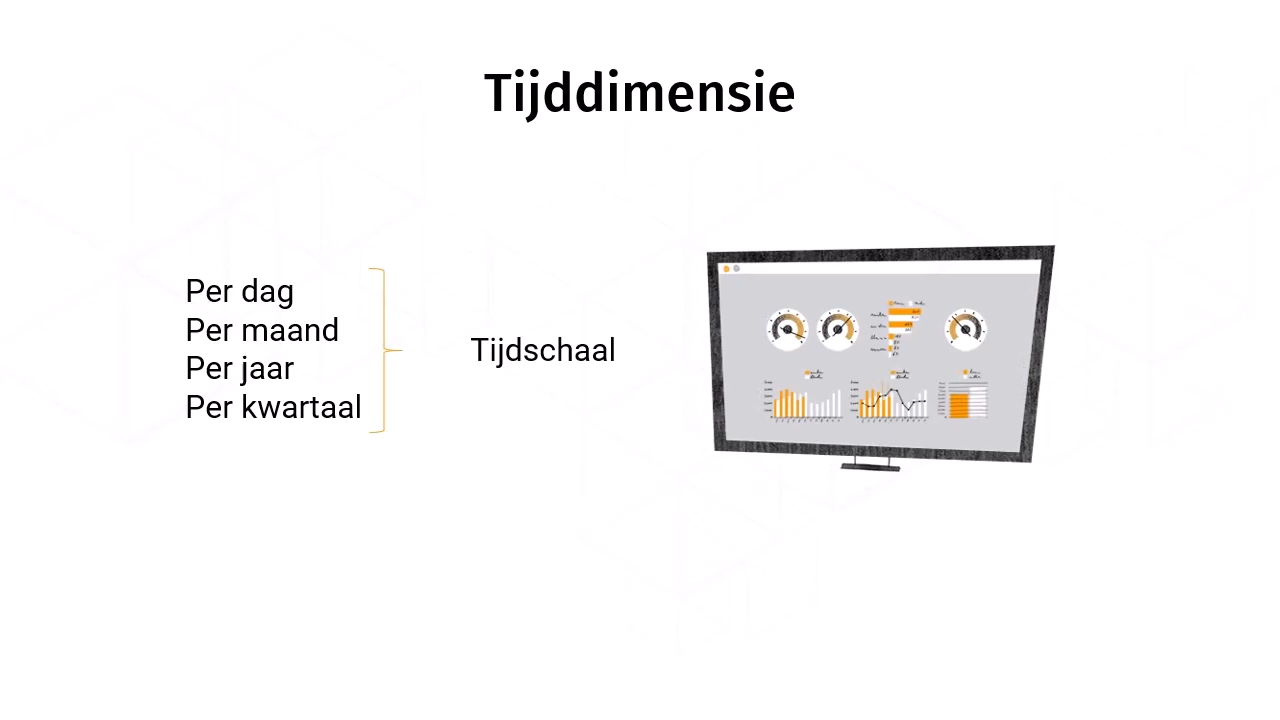 Tijddimensie
Per dag
Per maand
Per jaar
Per kwartaal
Tijdschaal